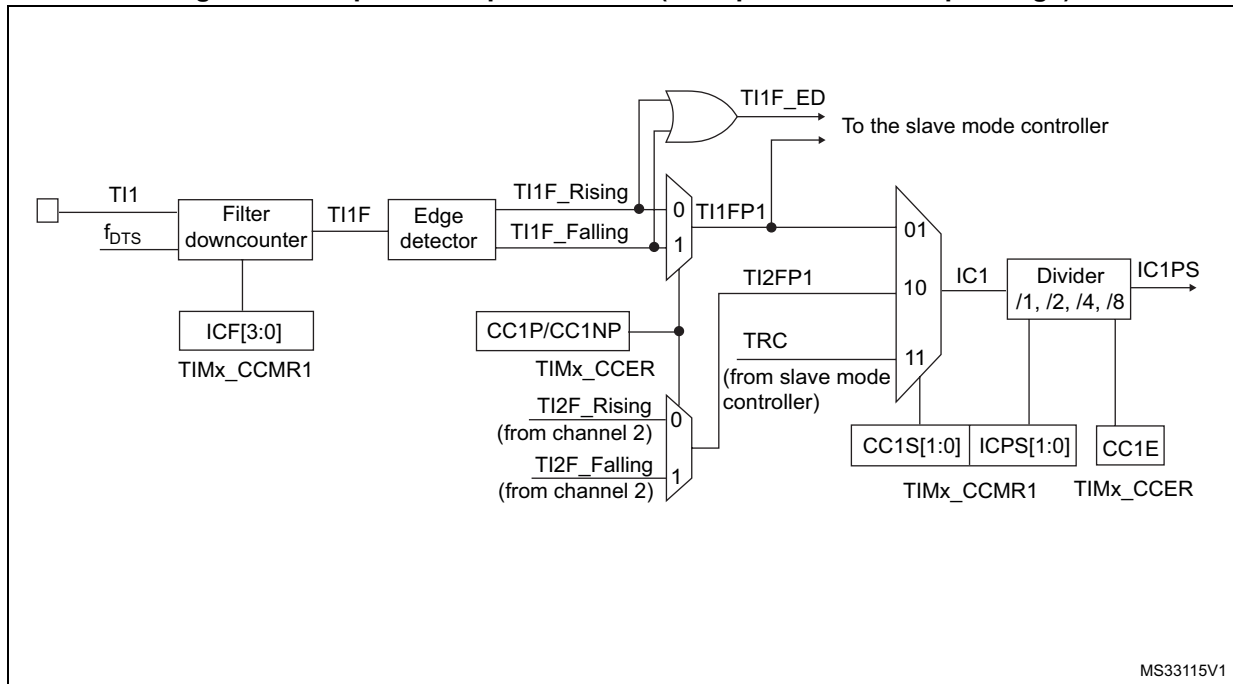 TI1F_ED
To the slave mode controller
TI1
f_DTS
Filter
downcounter
TI1F
Edge
detector
TI1F_Rising
TI1F_Falling
0
1
TI1FP1
01
TI2FP1
10
IC1
Divider
/1, /2, /4, /8
IC1PS
ICF[3:0]
TIMx_CCMR1
CC1P/CC1NP
TIMx_CCER
TRC
11
(from slave mode
controller)
TI2F_Rising
0
(from channel 2)
TI2F_Falling
1
(from channel 2)
CC1S[1:0]
ICPS[1:0]
CC1E
TIMx_CCMR1
TIMx_CCER
MS33115V1